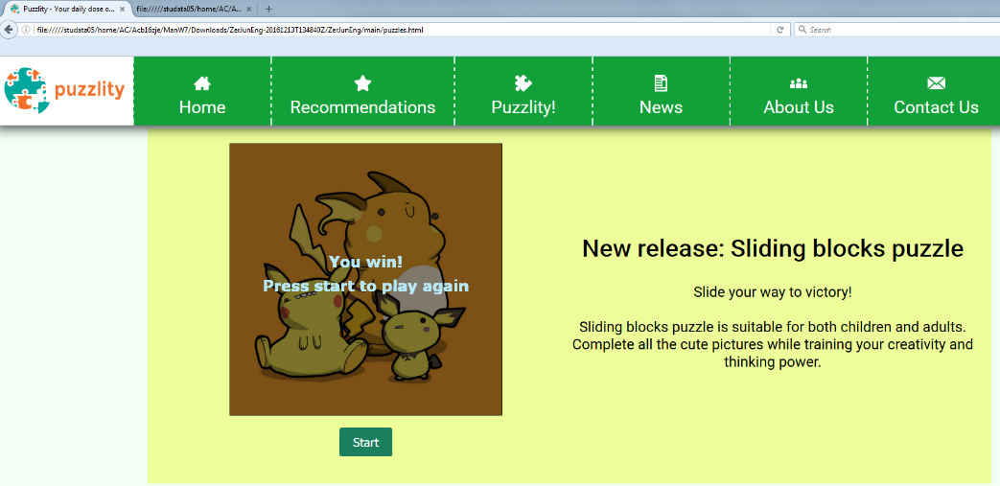 Puzzlity - Your daily dose o...
file://///studata05/home/AC/A...
file://///studata05/home/AC/Acb16zje/ManW7/Downloads/ZerJunEng-20161213T134840Z/ZerJunEng/main/puzzles.html
Search
puzzlity
Home
Recommendations
Puzzlity!
News
About Us
Contact Us
You win!
Press start to play again
Start
New release: Sliding blocks puzzle
Slide your way to victory!
Sliding blocks puzzle is suitable for both children and adults.
Complete all the cute pictures while training your creativity and
thinking power.